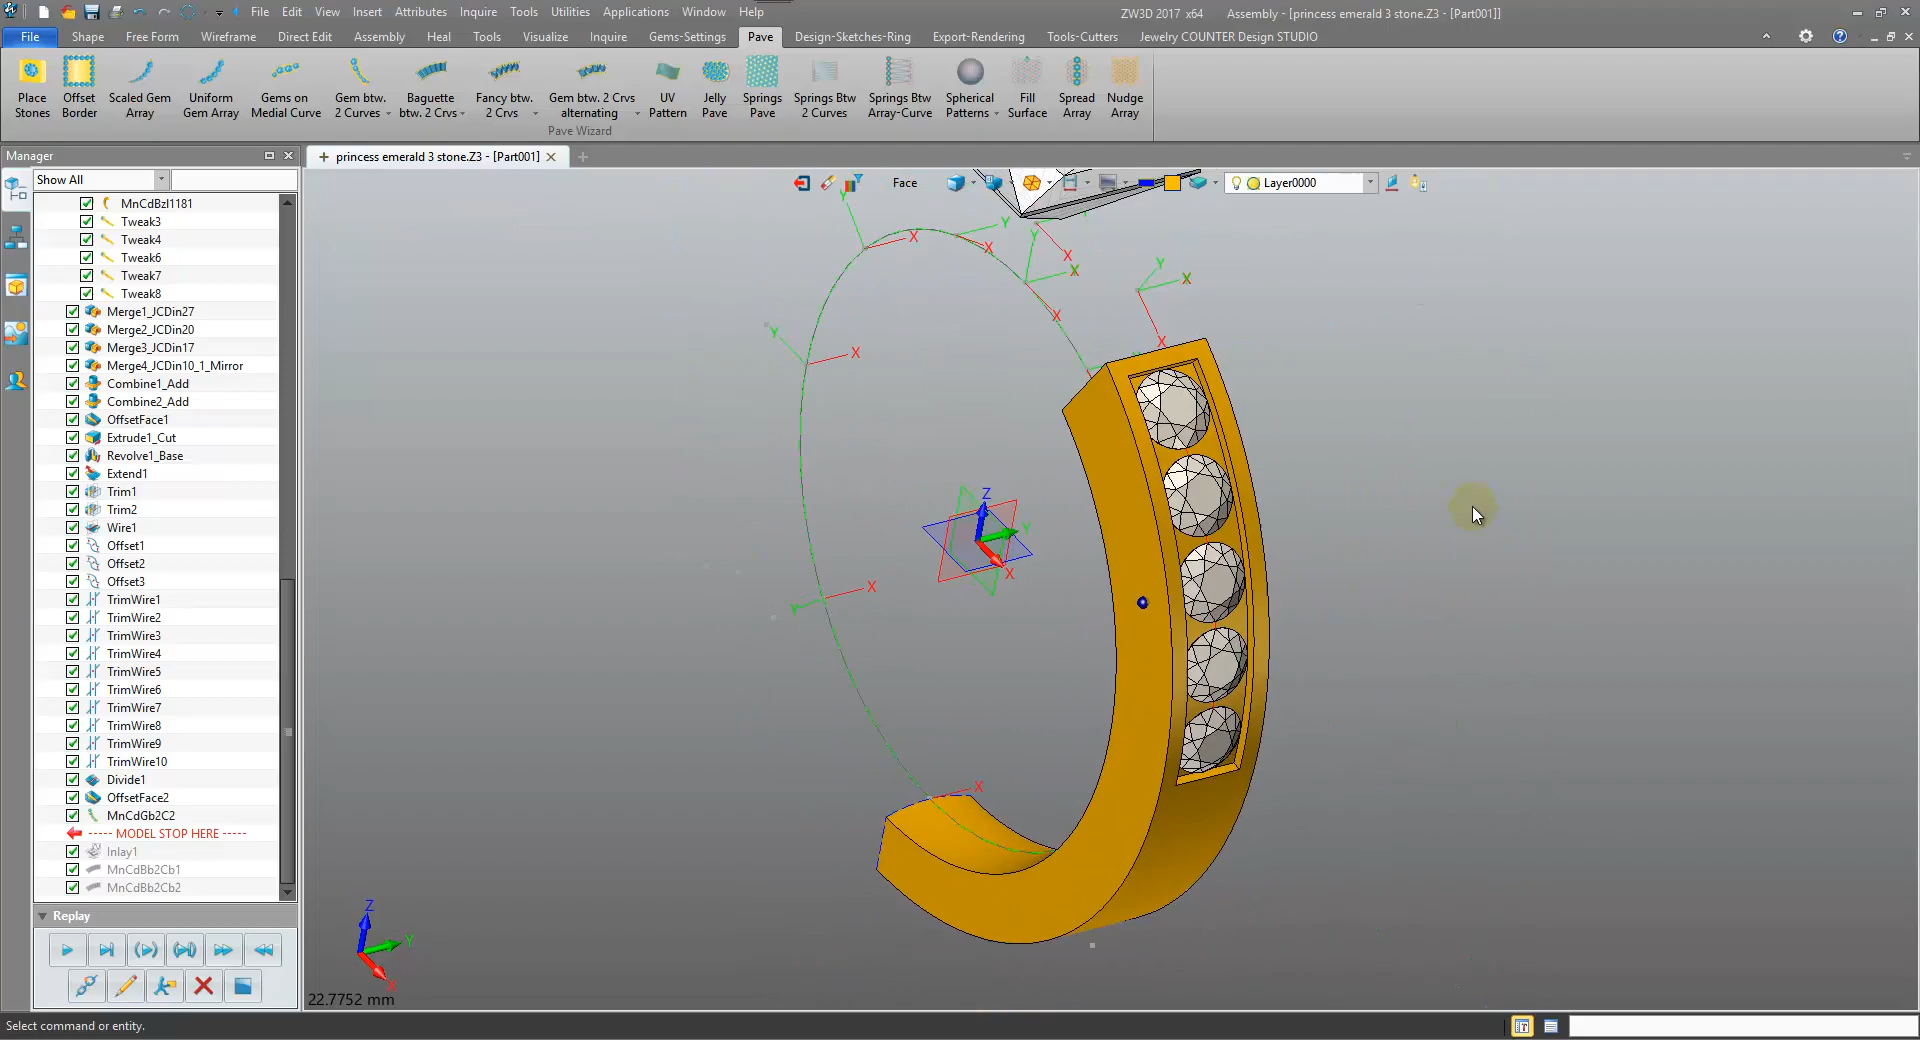 File Edit View Insert Attributes Inquire Tools Utilities Applications Window Help
ZW3D 2017 x64 Assembly - [princess emerald 3 stone.Z3 - [Part001]]
File Shape Free Form Wireframe Direct Edit Assembly Heal Tools Visualize Inquire Gems-Settings Pave Design-Sketches-Ring Export-Rendering Tools-Cutters Jewelry COUNTER Design STUDIO
Place Stones
Offset Border
Scaled Gem Array
Uniform Gem Array
Gems on Medial Curve
Gem btw. 2 Curves
Baguette btw. 2 Crvs
Fancy btw. 2 Crvs
Gem btw. 2 Crvs alternating
UV Pattern
Jelly Pave
Springs Pave
Springs Btw 2 Curves
Springs Btw Array-Curve
Spherical Patterns
Fill Surface
Spread Array
Nudge Array
Pave Wizard
Manager
princess emerald 3 stone.Z3 - [Part001]
Show All
Face
Layer0000
MnCdBzl1181
Tweak3
Tweak4
Tweak6
Tweak7
Tweak8
Merge1_JCDin27
Merge2_JCDin20
Merge3_JCDin17
Merge4_JCDin10_1_Mirror
Combine1_Add
Combine2_Add
OffsetFace1
Extrude1_Cut
Revolve1_Base
Extend1
Trim1
Trim2
Wire1
Offset1
Offset2
Offset3
TrimWire1
TrimWire2
TrimWire3
TrimWire4
TrimWire5
TrimWire6
TrimWire7
TrimWire8
TrimWire9
TrimWire10
Divide1
OffsetFace2
MnCdGb2C2
----- MODEL STOP HERE -----
Inlay1
MnCdBb2Cb1
MnCdBb2Cb2
Replay
Y
X
Y
X
Y
X
Y
X
X
Y
X
X
Y
X
Y
X
X
Z
Y
X
Z
Y
X
22.7752 mm
Select command or entity.